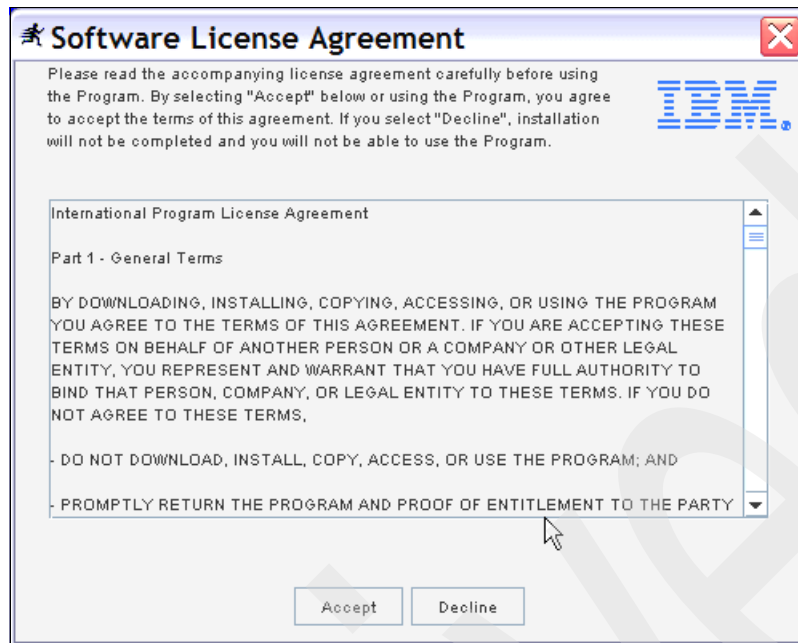 Software License Agreement
Please read the accompanying license agreement carefully before using
the Program. By selecting "Accept" below or using the Program, you agree
to accept the terms of this agreement. If you select "Decline", installation
will not be completed and you will not be able to use the Program.
IBM®
International Program License Agreement
Part 1 - General Terms
BY DOWNLOADING, INSTALLING, COPYING, ACCESSING, OR USING THE PROGRAM
YOU AGREE TO THE TERMS OF THIS AGREEMENT. IF YOU ARE ACCEPTING THESE
TERMS ON BEHALF OF ANOTHER PERSON OR A COMPANY OR OTHER LEGAL
ENTITY, YOU REPRESENT AND WARRANT THAT YOU HAVE FULL AUTHORITY TO
BIND THAT PERSON, COMPANY, OR LEGAL ENTITY TO THESE TERMS. IF YOU DO
NOT AGREE TO THESE TERMS,
- DO NOT DOWNLOAD, INSTALL, COPY, ACCESS, OR USE THE PROGRAM; AND
- PROMPTLY RETURN THE PROGRAM AND PROOF OF ENTITLEMENT TO THE PARTY
Accept Decline